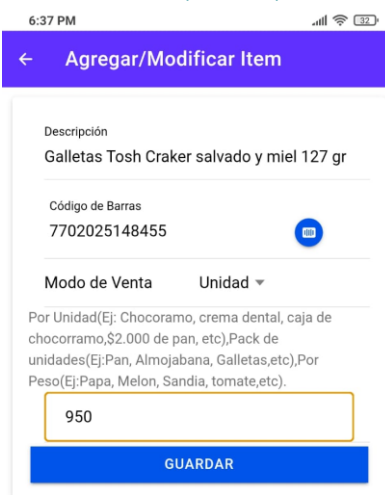 6:37 PM 32
Agregar/Modificar Item
Descripción
Galletas Tosh Craker salvado y miel 127 gr
Código de Barras
7702025148455
Modo de Venta Unidad
Por Unidad(Ej: Chocoramo, crema dental, caja de
chocorramo,$2.000 de pan, etc),Pack de
unidades(Ej:Pan, Almojabana, Galletas,etc),Por
Peso(Ej:Papa, Melon, Sandia, tomate,etc).
950
GUARDAR